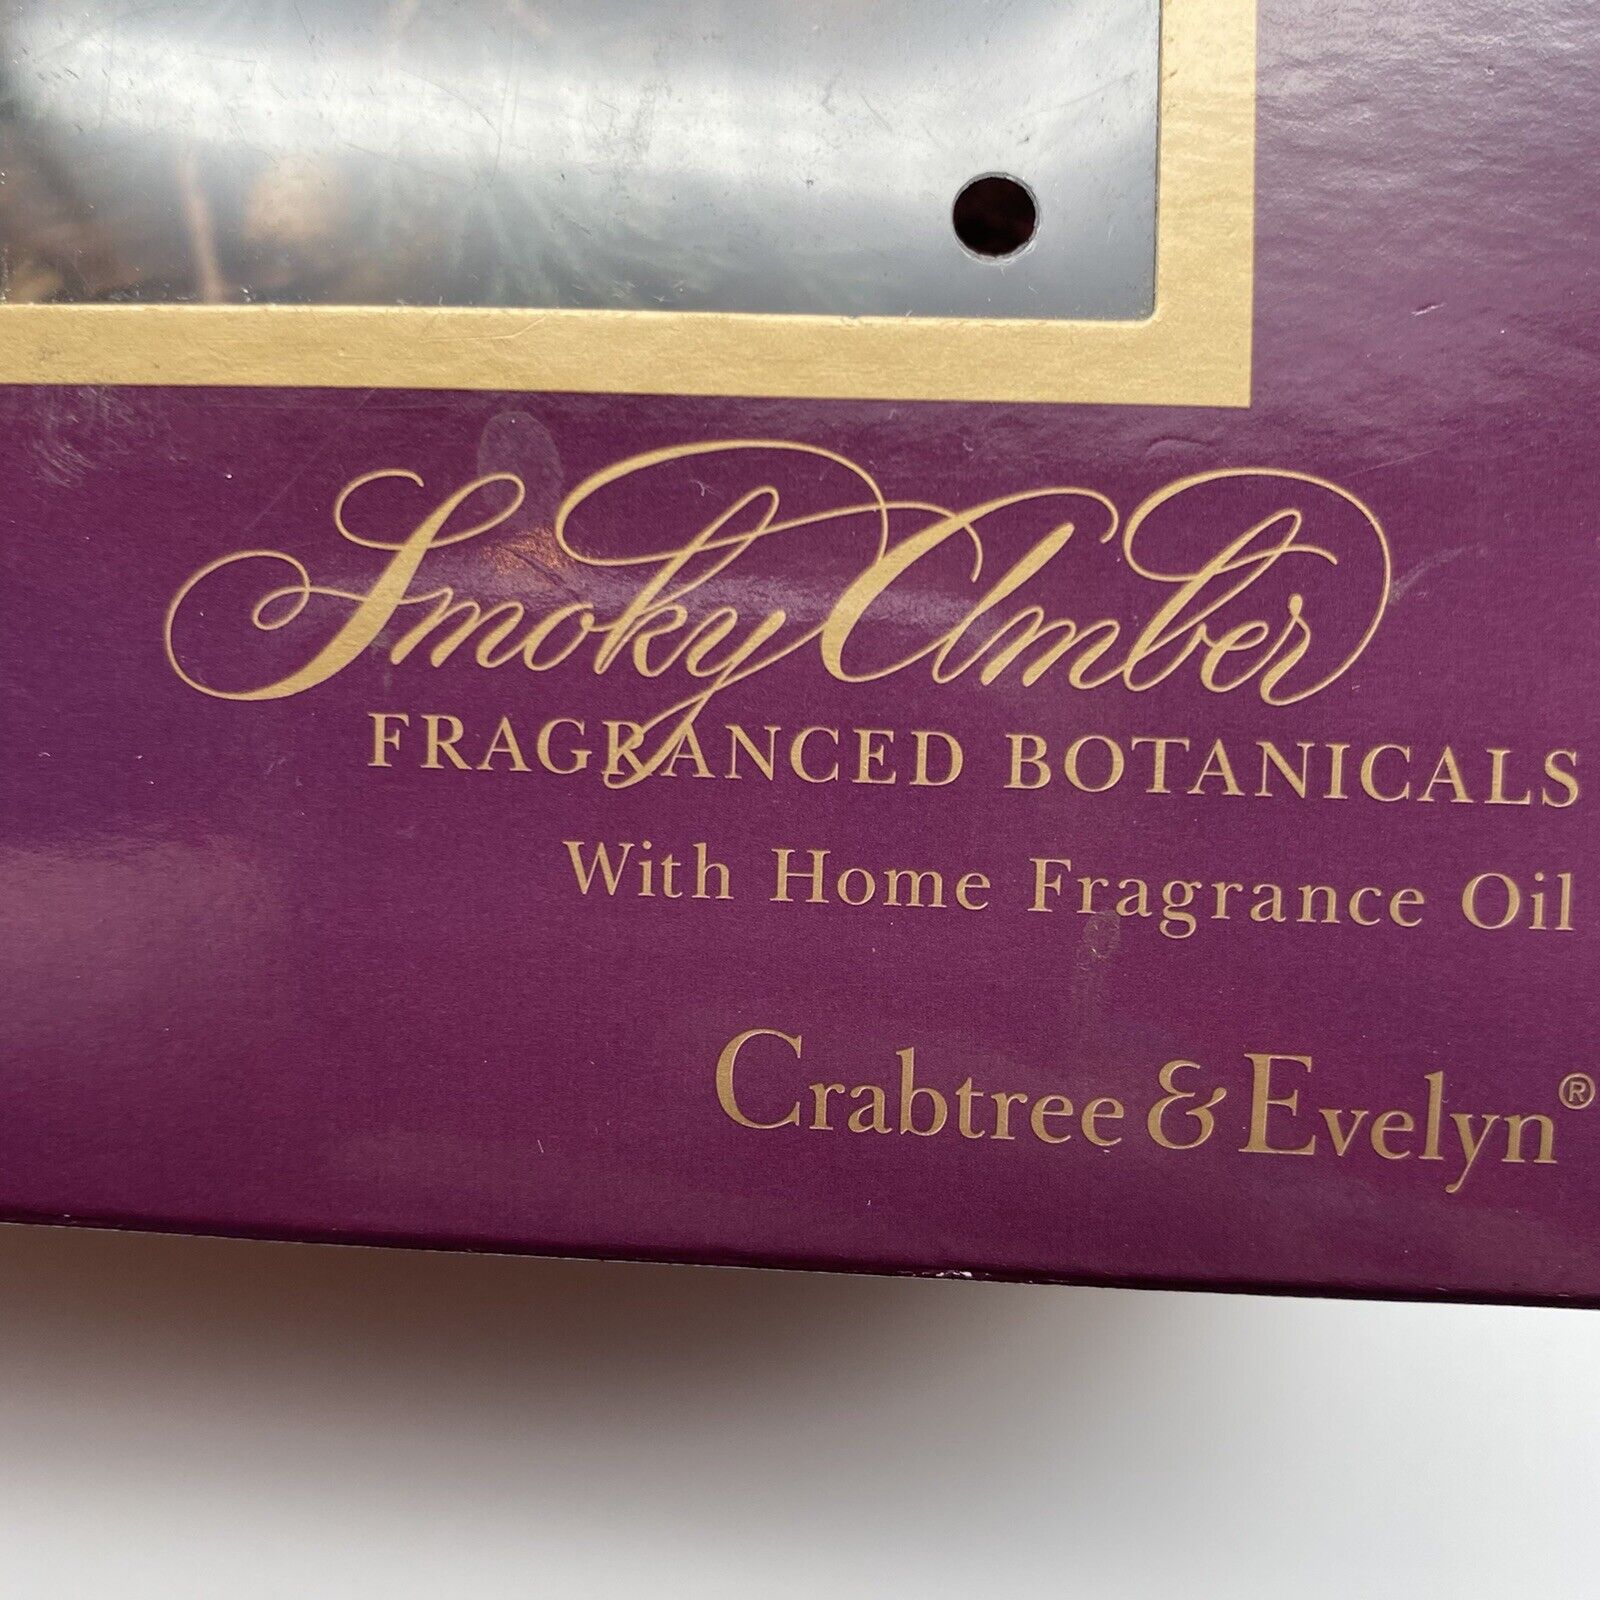 Smoky Amber
FRAGRANCED BOTANICALS
With Home Fragrance Oil
Crabtree & Evelyn®